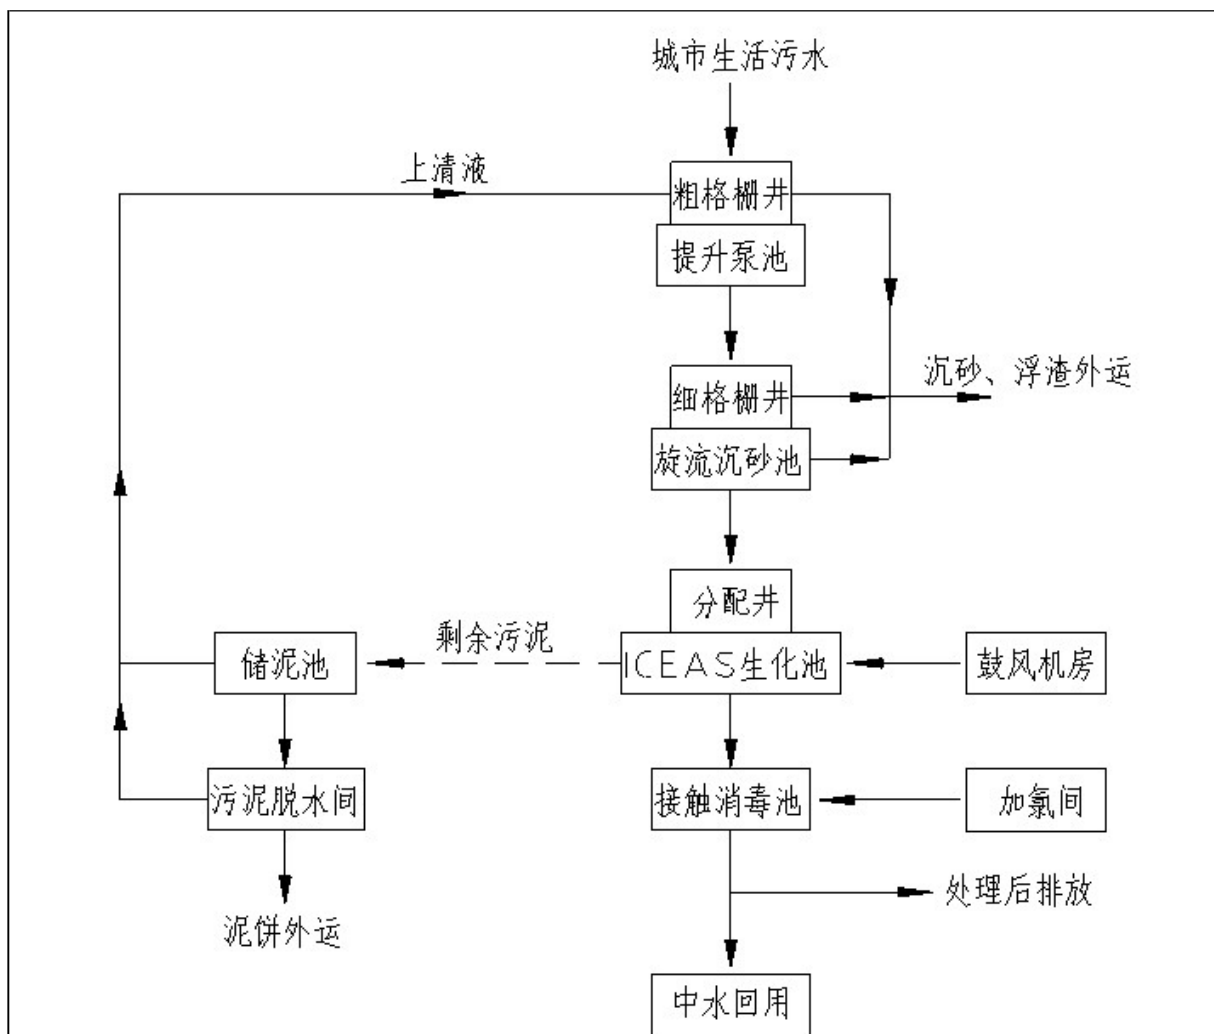 城市生活污水
上清液
粗格栅井
提升泵池
沉砂、浮渣外运
细格栅井
旋流沉砂池
分配井
剩余污泥
储泥池
ICEAS生化池
鼓风机房
污泥脱水间
接触消毒池
加氯间
处理后排放
泥饼外运
中水回用